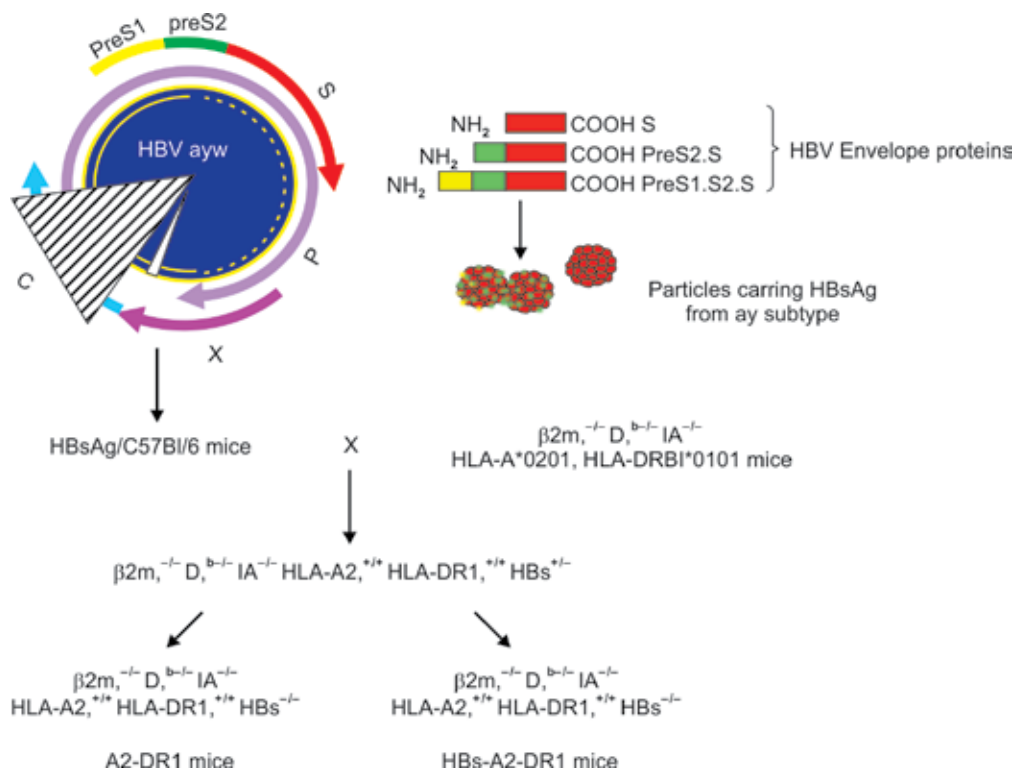 PreS1
preS2
S
HBV ayw
P
C
X
NH2
COOH S
NH2
COOH PreS2.S
NH2
COOH PreS1.S2.S
HBV Envelope proteins
Particles carring HBsAg
from ay subtype
HBsAg/C57Bl/6 mice
X
β2m,−/− D,b−/− IA−/−
HLA-A*0201, HLA-DRBI*0101 mice
β2m,−/− D,b−/− IA−/− HLA-A2,+/+ HLA-DR1,+/+ HBs+/−
β2m,−/− D,b−/− IA−/−
HLA-A2,+/+ HLA-DR1,+/+ HBs−/−
A2-DR1 mice
β2m,−/− D,b−/− IA−/−
HLA-A2,+/+ HLA-DR1,+/+ HBs−/−
HBs-A2-DR1 mice